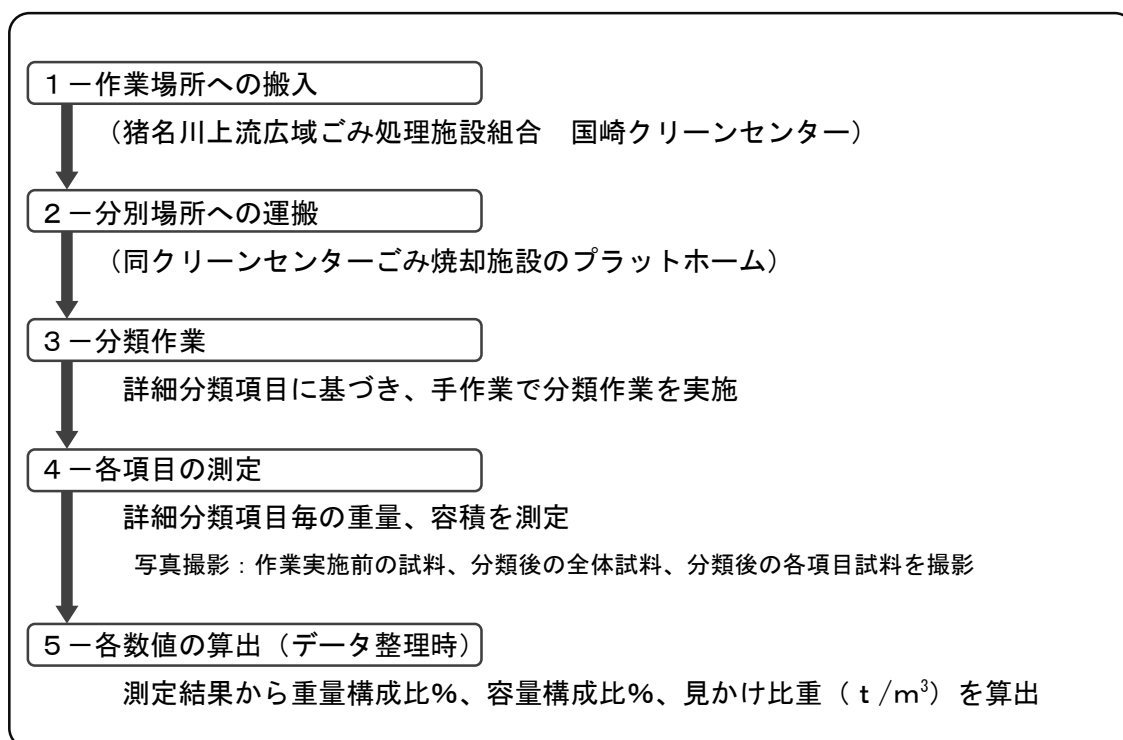 １－作業場所への搬入
（猪名川上流広域ごみ処理施設組合　国崎クリーンセンター）
２－分別場所への運搬
（同クリーンセンターごみ焼却施設のプラットホーム）
３－分類作業
詳細分類項目に基づき、手作業で分類作業を実施
４－各項目の測定
詳細分類項目毎の重量、容積を測定
写真撮影：作業実施前の試料、分類後の全体試料、分類後の各項目試料を撮影
５－各数値の算出（データ整理時）
測定結果から重量構成比％、容量構成比％、見かけ比重（ｔ/ｍ³）を算出